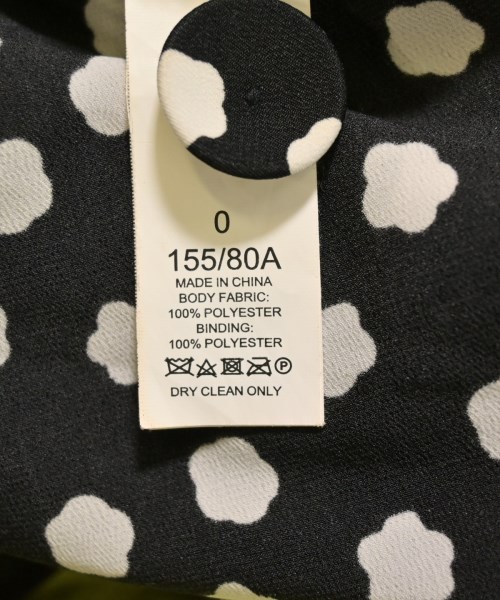 0
155/80A
MADE IN CHINA
BODY FABRIC:
100% POLYESTER
BINDING:
100% POLYESTER
P
DRY CLEAN ONLY